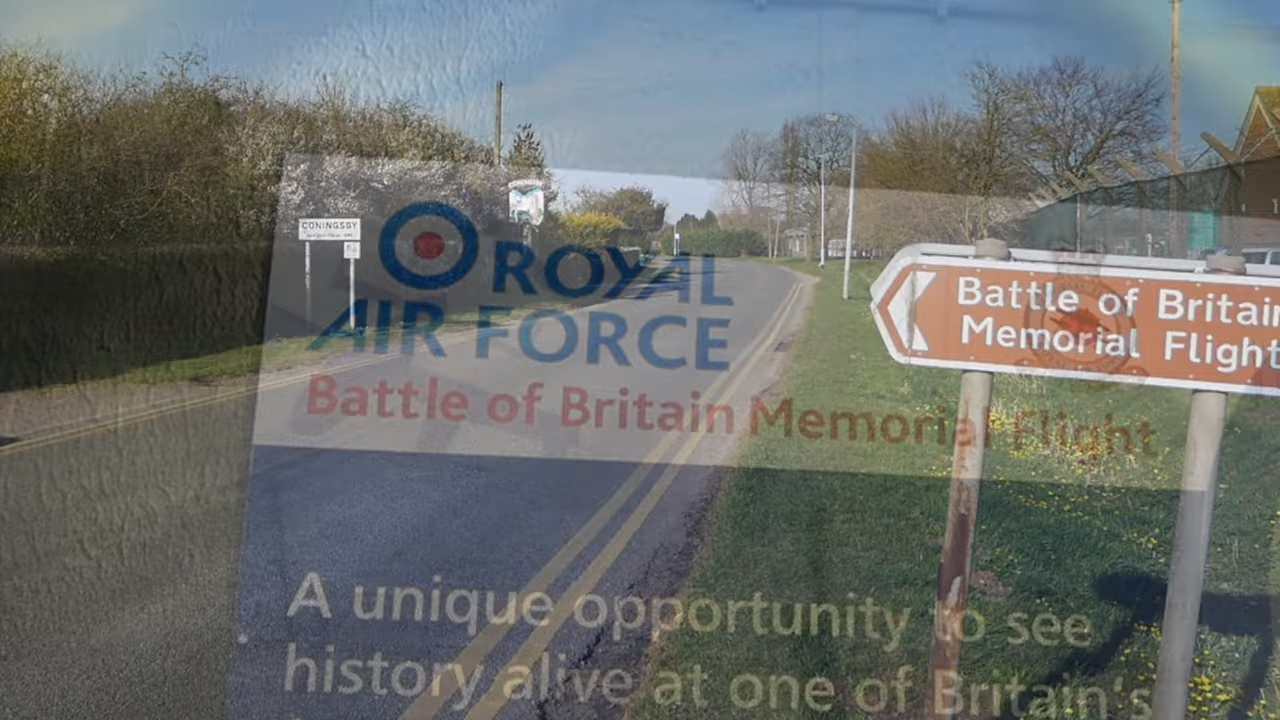 CONINGSBY
ROYAL
AIR FORCE
Battle of Britain Memorial Flight
Battle of Britain
Memorial Flight
A unique opportunity to see
history alive at one of Britain's